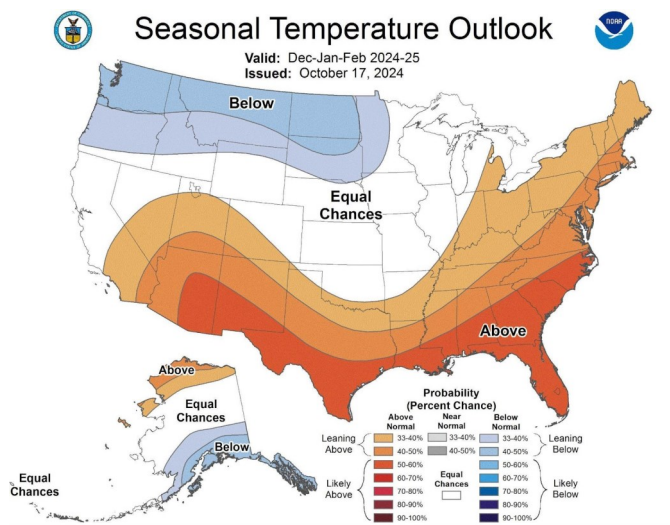 Seasonal Temperature Outlook
NOAA
Valid: Dec-Jan-Feb 2024-25
Issued: October 17, 2024
Below
Equal
Chances
Above
Above
Equal
Chances
Below
Equal
Chances
Probability
(Percent Chance)
Above
Normal
Near
Normal
Below
Normal
Leaning
Above
33-40%
40-50%
33-40%
40-50%
33-40%
40-50%
Leaning
Below
Likely
Above
50-60%
60-70%
70-80%
80-90%
90-100%
Equal
Chances
50-60%
60-70%
70-80%
80-90%
90-100%
Likely
Below